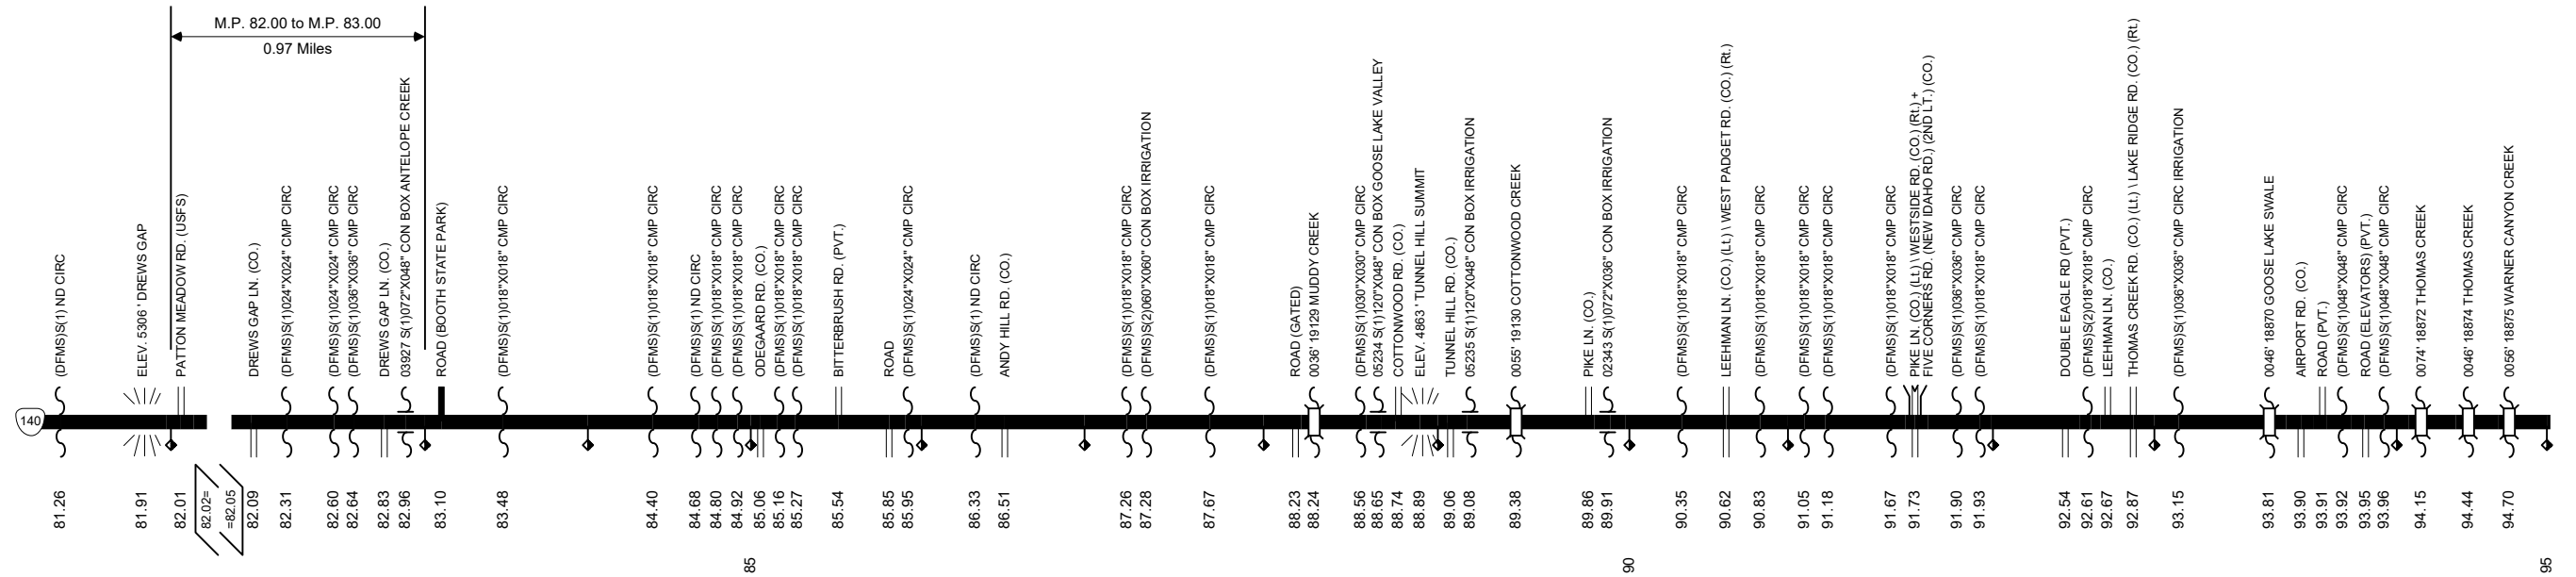 M.P. 82.00 to M.P. 83.00
0.97 Miles
(DFMS)S(1) ND CIRC
ELEV. 5306 ' DREWS GAP
PATTON MEADOW RD. (USFS)
DREWS GAP LN. (CO.)
(DFMS)S(1)024"X024" CMP CIRC
(DFMS)S(1)024"X024" CMP CIRC
(DFMS)S(1)036"X036" CMP CIRC
DREWS GAP LN. (CO.)
03927 S(1)072"X048" CON BOX ANTELOPE CREEK
ROAD (BOOTH STATE PARK)
(DFMS)S(1)018"X018" CMP CIRC
(DFMS)S(1)018"X018" CMP CIRC
(DFMS)S(1) ND CIRC
(DFMS)S(1)018"X018" CMP CIRC
(DFMS)S(1)018"X018" CMP CIRC
ODEGAARD RD. (CO.)
(DFMS)S(1)018"X018" CMP CIRC
(DFMS)S(1)018"X018" CMP CIRC
BITTERBRUSH RD. (PVT.)
ROAD
(DFMS)S(1)024"X024" CMP CIRC
(DFMS)S(1) ND CIRC
ANDY HILL RD. (CO.)
(DFMS)S(1)018"X018" CMP CIRC
(DFMS)S(2)060"X060" CON BOX IRRIGATION
(DFMS)S(1)018"X018" CMP CIRC
ROAD (GATED)
0036' 19129 MUDDY CREEK
(DFMS)S(1)030"X030" CMP CIRC
05234 S(1)120"X048" CON BOX GOOSE LAKE VALLEY
COTTONWOOD RD. (CO.)
ELEV. 4863 ' TUNNEL HILL SUMMIT
TUNNEL HILL RD. (CO.)
05235 S(1)120"X048" CON BOX IRRIGATION
0055' 19130 COTTONWOOD CREEK
PIKE LN. (CO.)
02343 S(1)072"X036" CON BOX IRRIGATION
(DFMS)S(1)018"X018" CMP CIRC
LEEHMAN LN. (CO.) (Lt.) \ WEST PADGET RD. (CO.) (Rt.)
(DFMS)S(1)018"X018" CMP CIRC
(DFMS)S(1)018"X018" CMP CIRC
(DFMS)S(1)018"X018" CMP CIRC
(DFMS)S(1)018"X018" CMP CIRC
PIKE LN. (CO.) (Lt.) \ WESTSIDE RD. (CO.) (Rt.) +
FIVE CORNERS RD. (NEW IDAHO RD.) (2ND LT.) (CO.)
(DFMS)S(1)036"X036" CMP CIRC
(DFMS)S(1)018"X018" CMP CIRC
DOUBLE EAGLE RD (PVT.)
(DFMS)S(2)018"X018" CMP CIRC
LEEHMAN LN. (CO.)
THOMAS CREEK RD. (CO.) (Lt.) \ LAKE RIDGE RD. (CO.) (Rt.)
(DFMS)S(1)036"X036" CMP CIRC IRRIGATION
0046' 18870 GOOSE LAKE SWALE
AIRPORT RD. (CO.)
ROAD (PVT.)
(DFMS)S(1)048"X048" CMP CIRC
ROAD (ELEVATORS) (PVT.)
(DFMS)S(1)048"X048" CMP CIRC
0074' 18872 THOMAS CREEK
0046' 18874 THOMAS CREEK
0056' 18875 WARNER CANYON CREEK
140
81.26
81.91
82.01
82.02=
=82.05
82.09
82.31
82.60
82.64
82.83
82.96
83.10
83.48
84.40
84.68
84.80
84.92
85.06
85.16
85.27
85.54
85.85
85.95
86.33
86.51
87.26
87.28
87.67
88.23
88.24
88.56
88.65
88.74
88.89
89.06
89.08
89.38
89.86
89.91
90.35
90.62
90.83
91.05
91.18
91.67
91.73
91.90
91.93
92.54
92.61
92.67
92.87
93.15
93.81
93.90
93.91
93.92
93.95
93.96
94.15
94.44
94.70
85
90
95